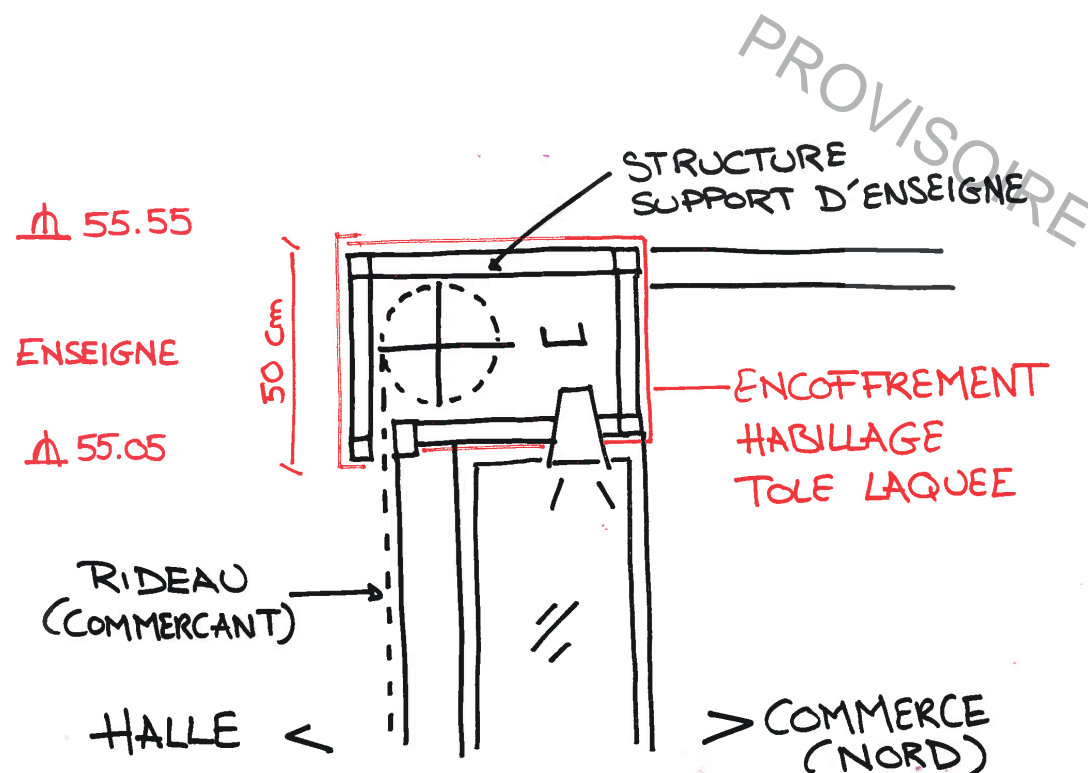 PROVISOIRE
STRUCTURE
SUPPORT D'ENSEIGNE
55.55
50 cm
ENSEIGNE
55.05
ENCOFFREMENT
HABILLAGE
TOLE LAQUEE
RIDEAU
(COMMERCANT)
HALLE <
> COMMERCE
(NORD)